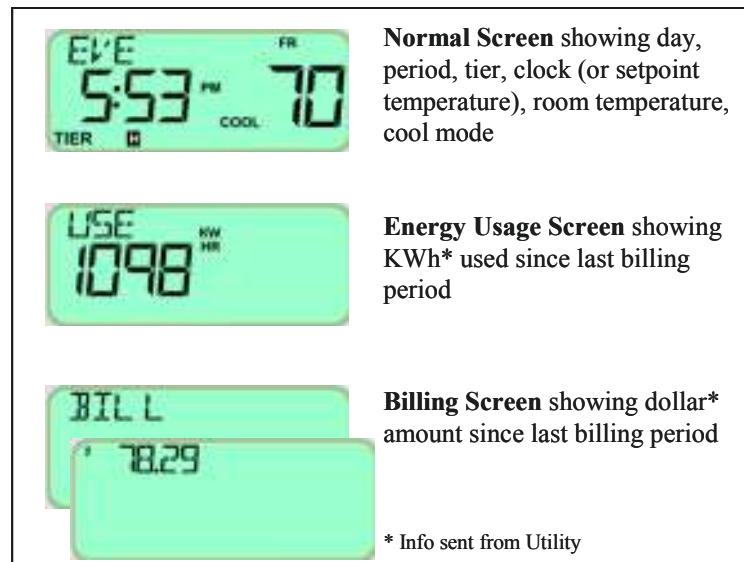 EVE FR
5:53 PM 70
COOL
TIER H
Normal Screen showing day,
period, tier, clock (or setpoint
temperature), room temperature,
cool mode
USE KW
HR
1098
Energy Usage Screen showing
KWh* used since last billing
period
BILL
$ 78.29
Billing Screen showing dollar*
amount since last billing period
* Info sent from Utility